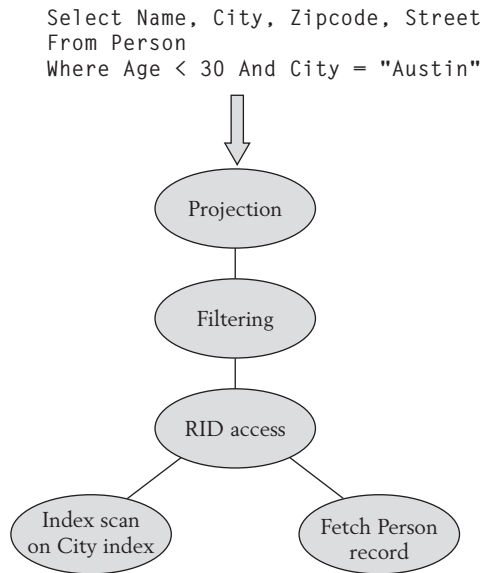 Select Name, City, Zipcode, Street
From Person
Where Age < 30 And City = "Austin"
Projection
Filtering
RID access
Index scan
on City index
Fetch Person
record